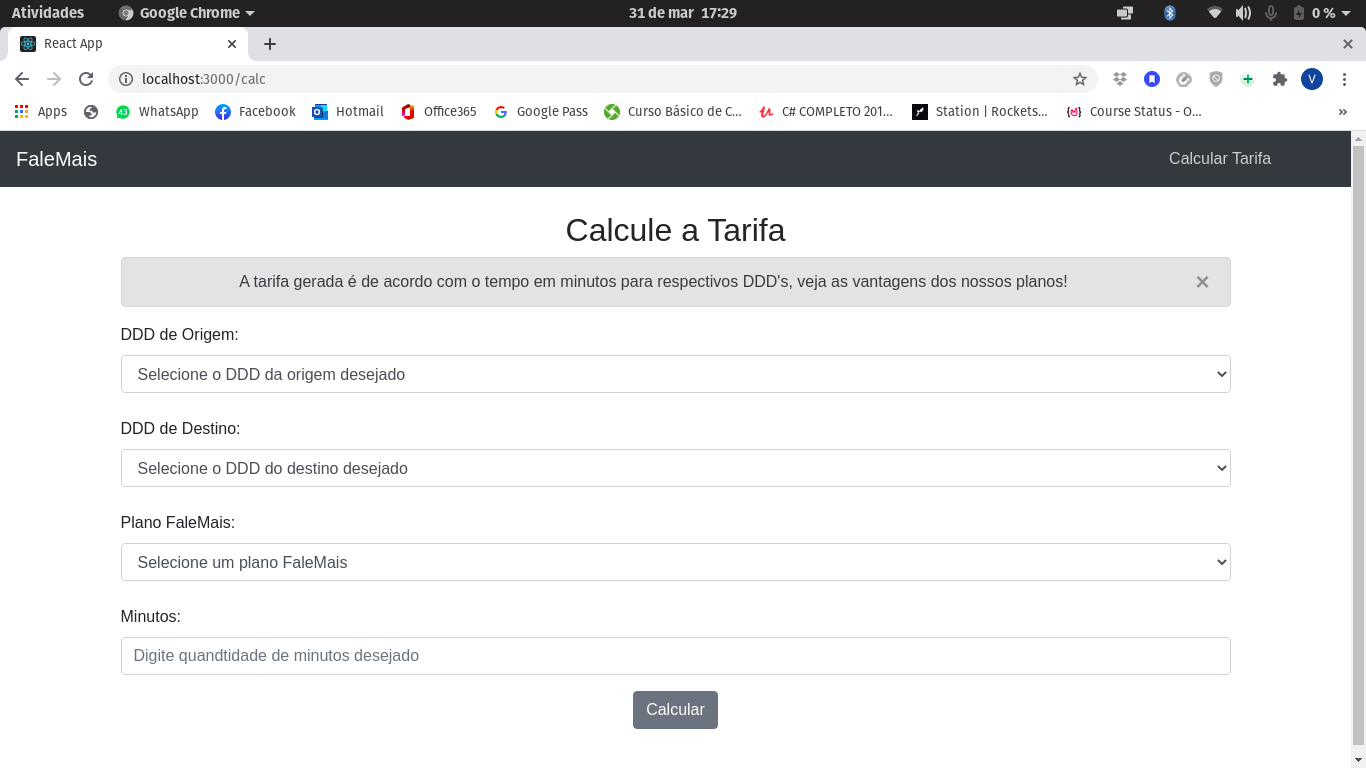 Atividades Google Chrome 31 de mar 17:29 0 %
React App
localhost:3000/calc V
Apps 43 WhatsApp Facebook Hotmail Office365 Google Pass Curso Básico de C... C# COMPLETO 201... Station | Rockets... Course Status - O... »
FaleMais Calcular Tarifa
Calcule a Tarifa
A tarifa gerada é de acordo com o tempo em minutos para respectivos DDD's, veja as vantagens dos nossos planos! ×
DDD de Origem:
Selecione o DDD da origem desejado
DDD de Destino:
Selecione o DDD do destino desejado
Plano FaleMais:
Selecione um plano FaleMais
Minutos:
Digite quandtidade de minutos desejado
Calcular